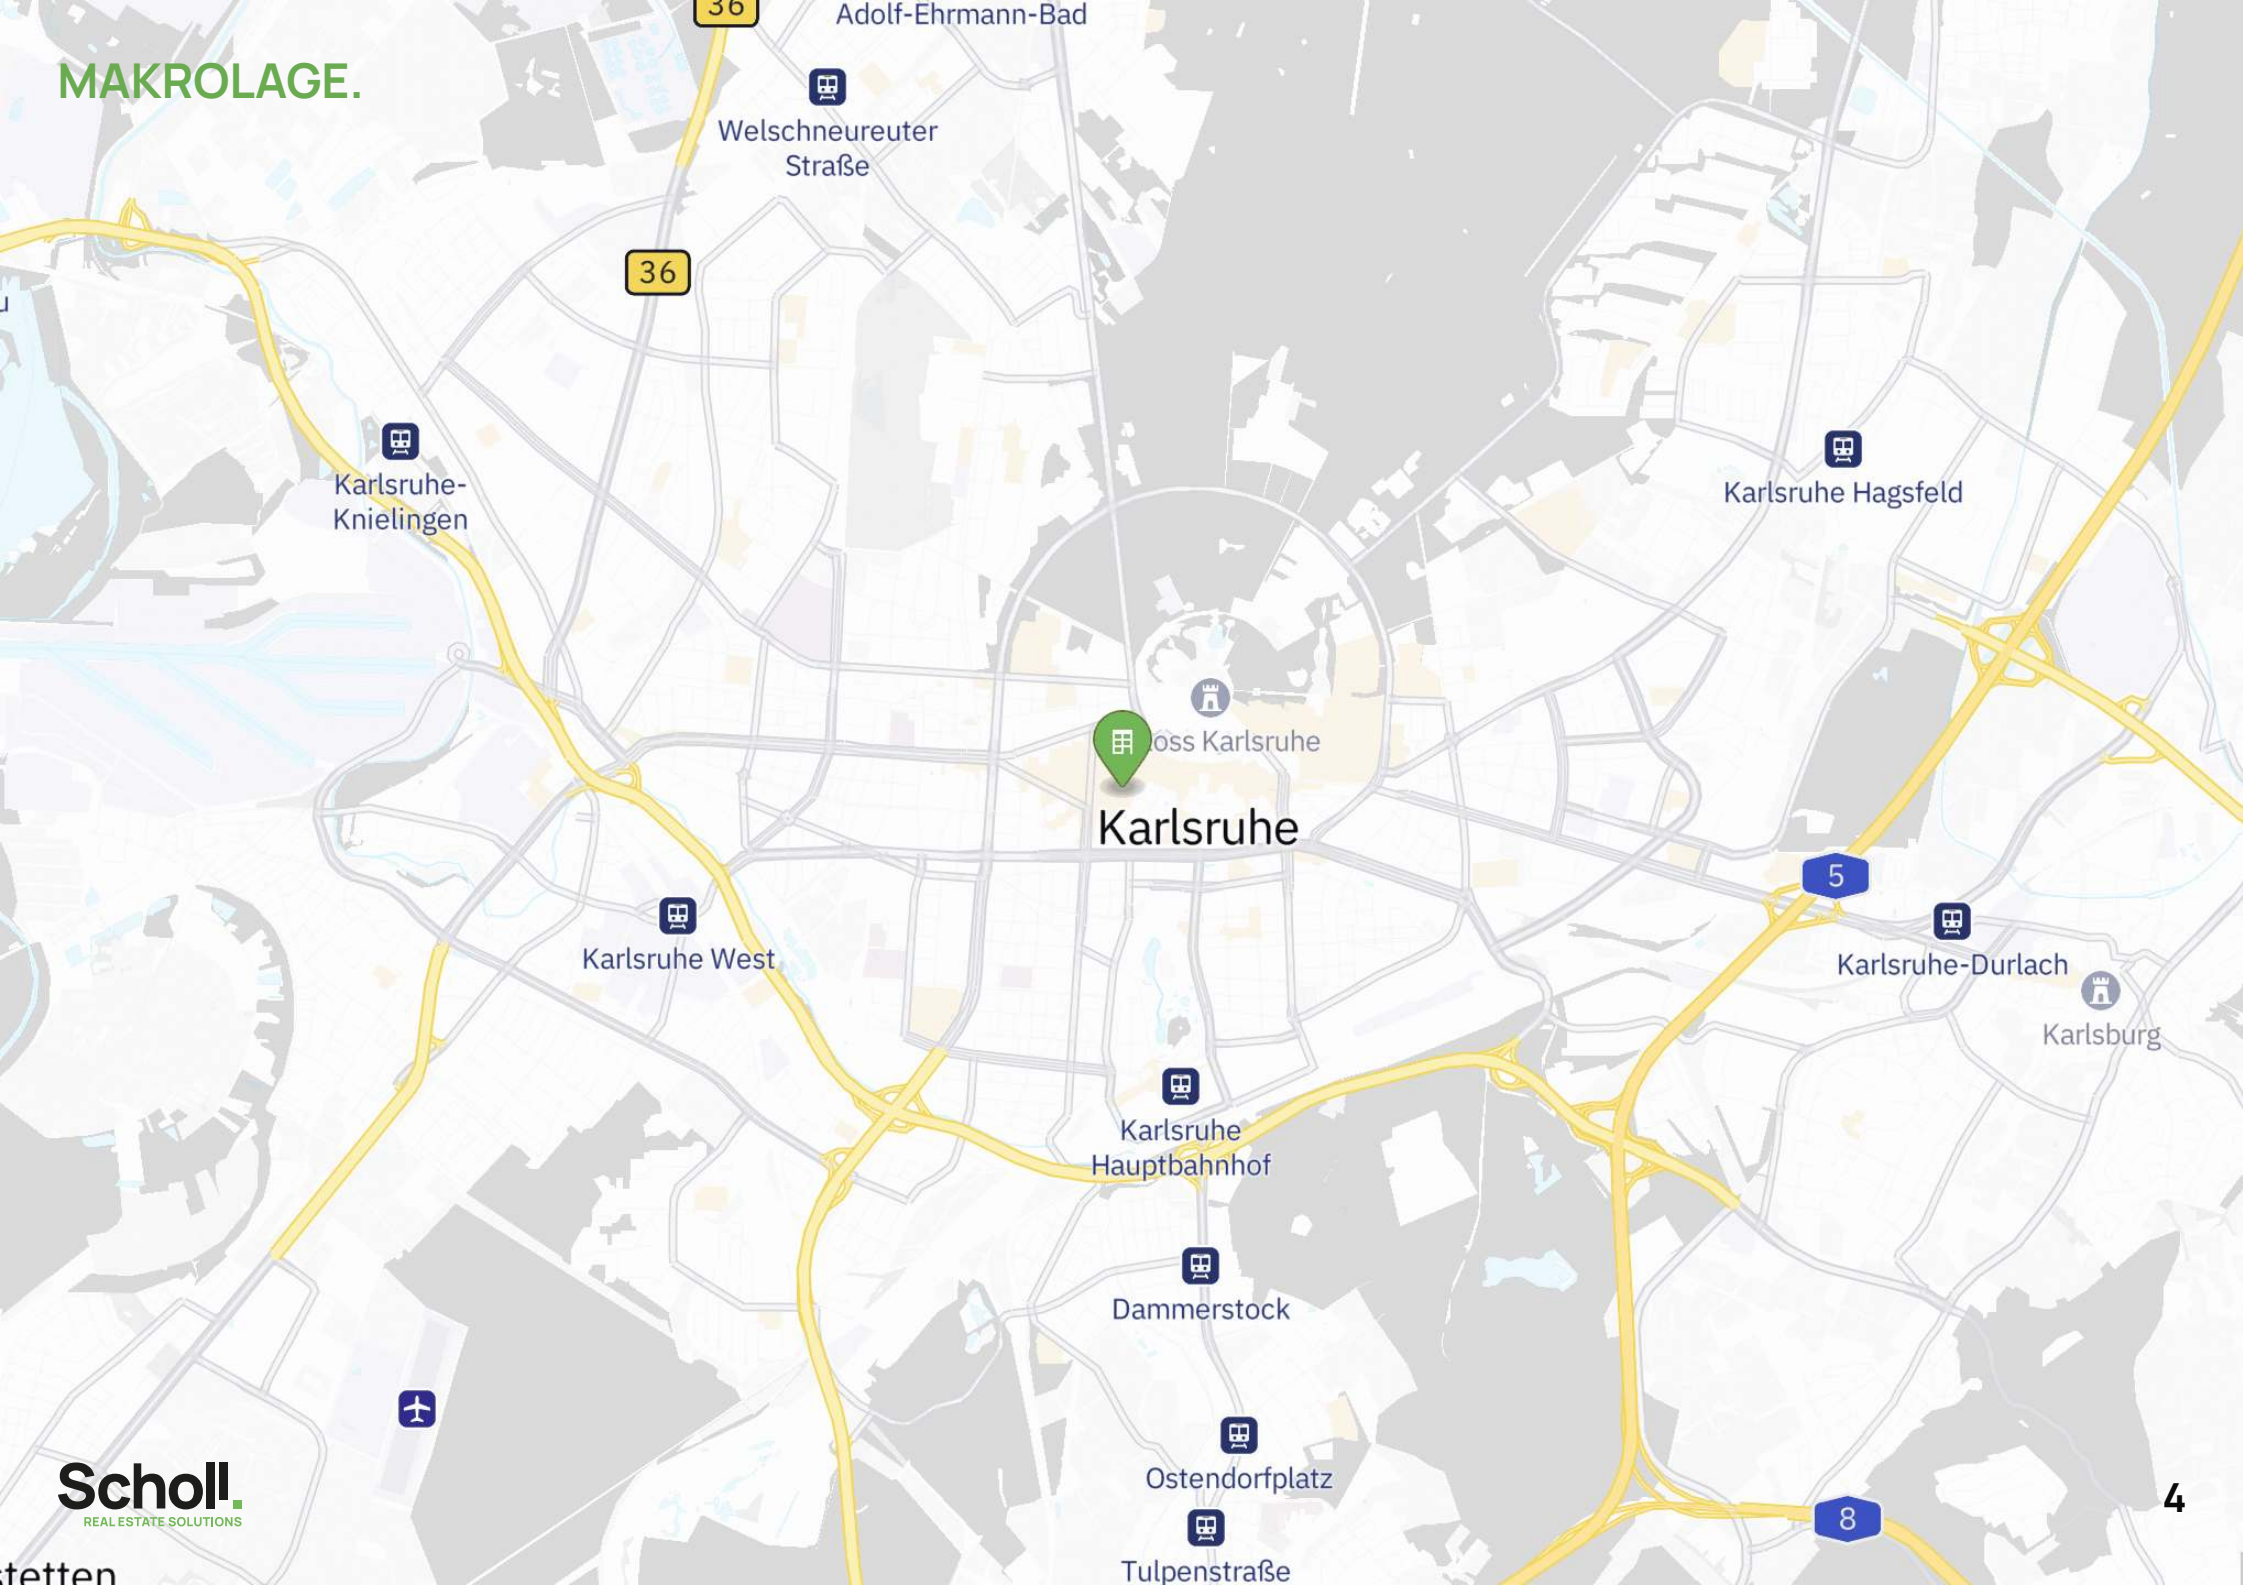 36
Adolf-Ehrmann-Bad
MAKROLAGE.
Welschneureuter
Straße
36
Karlsruhe-
Knielingen
Karlsruhe Hagsfeld
oss Karlsruhe
Karlsruhe
5
Karlsruhe West
Karlsruhe-Durlach
Karlsburg
Karlsruhe
Hauptbahnhof
Dammerstock
Ostendorfplatz
Scholl.
REAL ESTATE SOLUTIONS
4
8
Tulpenstraße
stetten